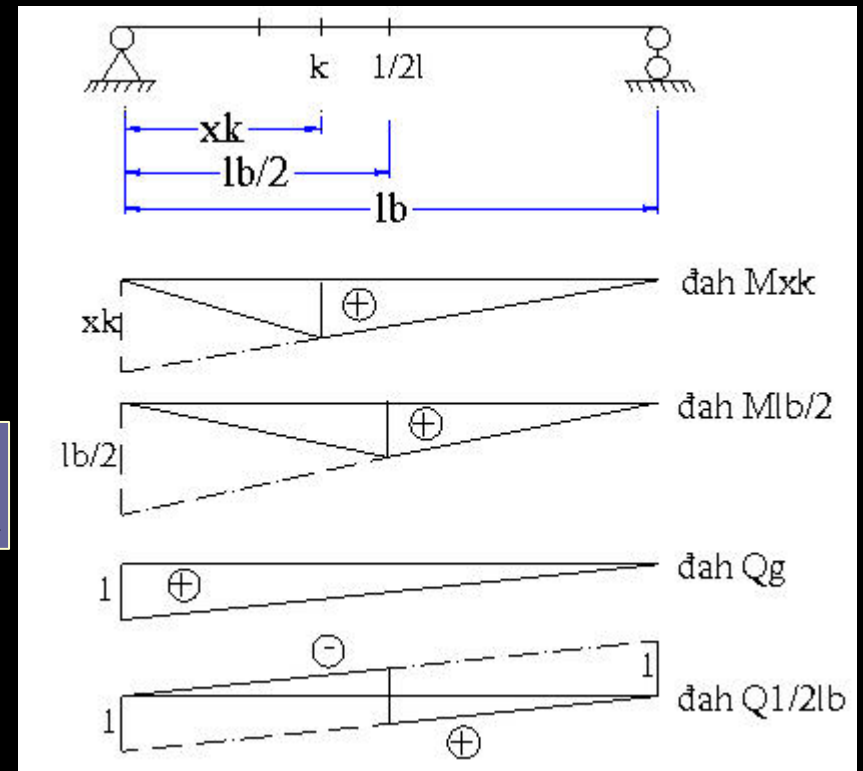 k 1/2l
xk
lb/2
lb
xk + đah Mxk
lb/2 + đah Mlb/2
1 + đah Qg
-
1 1 đah Q1/2lb
+